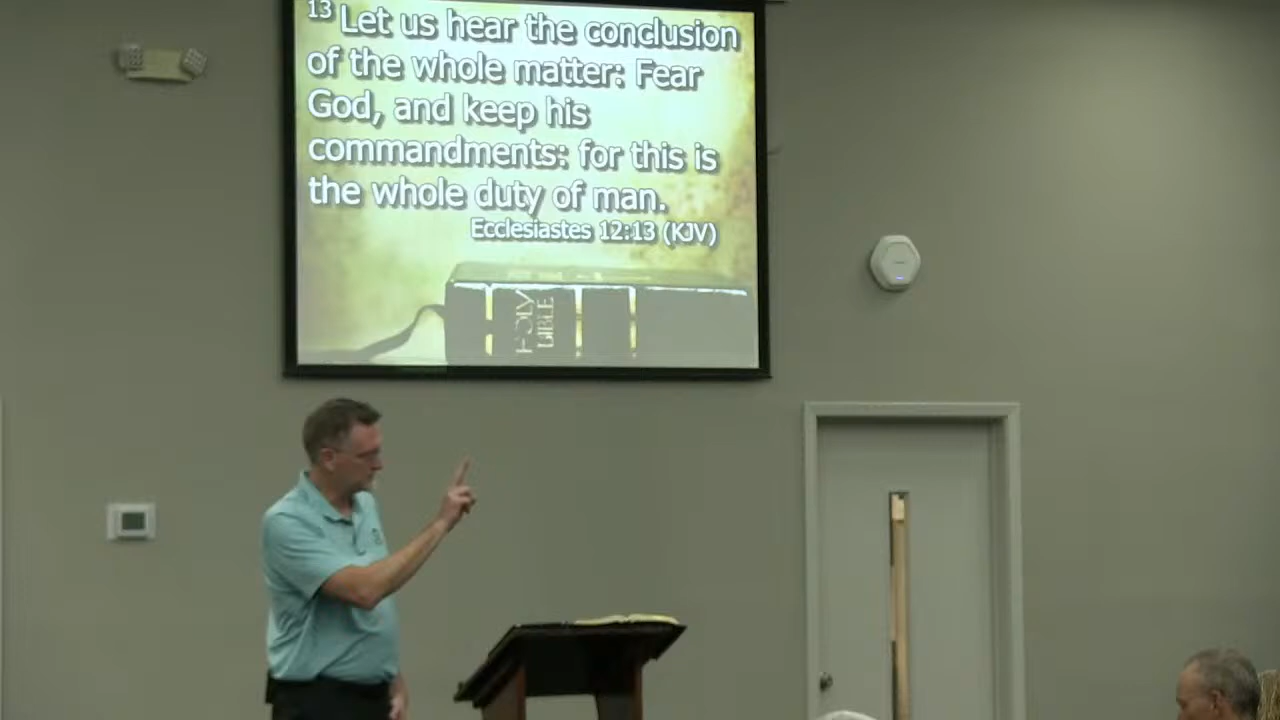 13 Let us hear the conclusion
of the whole matter: Fear
God, and keep his
commandments: for this is
the whole duty of man.
Ecclesiastes 12:13 (KJV)
HOLY
BIBLE